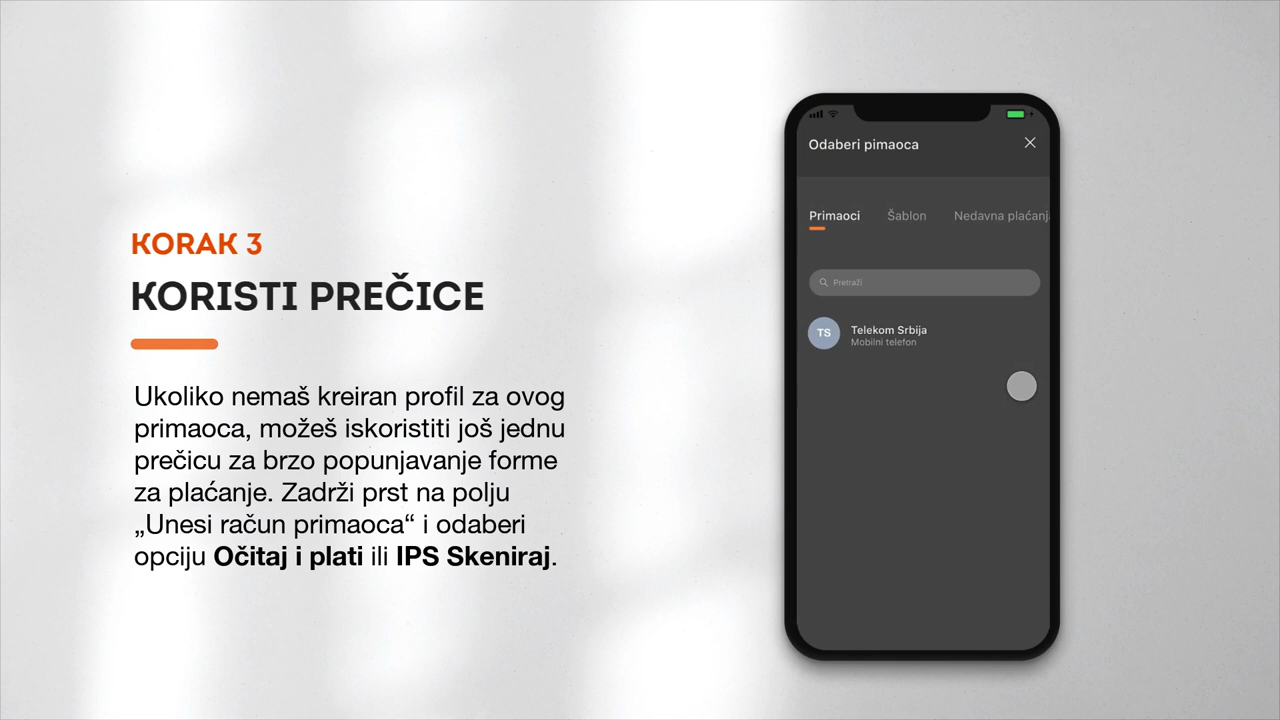 KORAK 3
KORISTI PREČICE
Ukoliko nemaš kreiran profil za ovog
primaoca, možeš iskoristiti još jednu
prečicu za brzo popunjavanje forme
za plaćanje. Zadrži prst na polju
„Unesi račun primaoca“ i odaberi
opciju Očitaj i plati ili IPS Skeniraj.
Odaberi pimaoca
Primaoci Šablon Nedavna plaćanja
Pretraži
TS
Telekom Srbija
Mobilni telefon